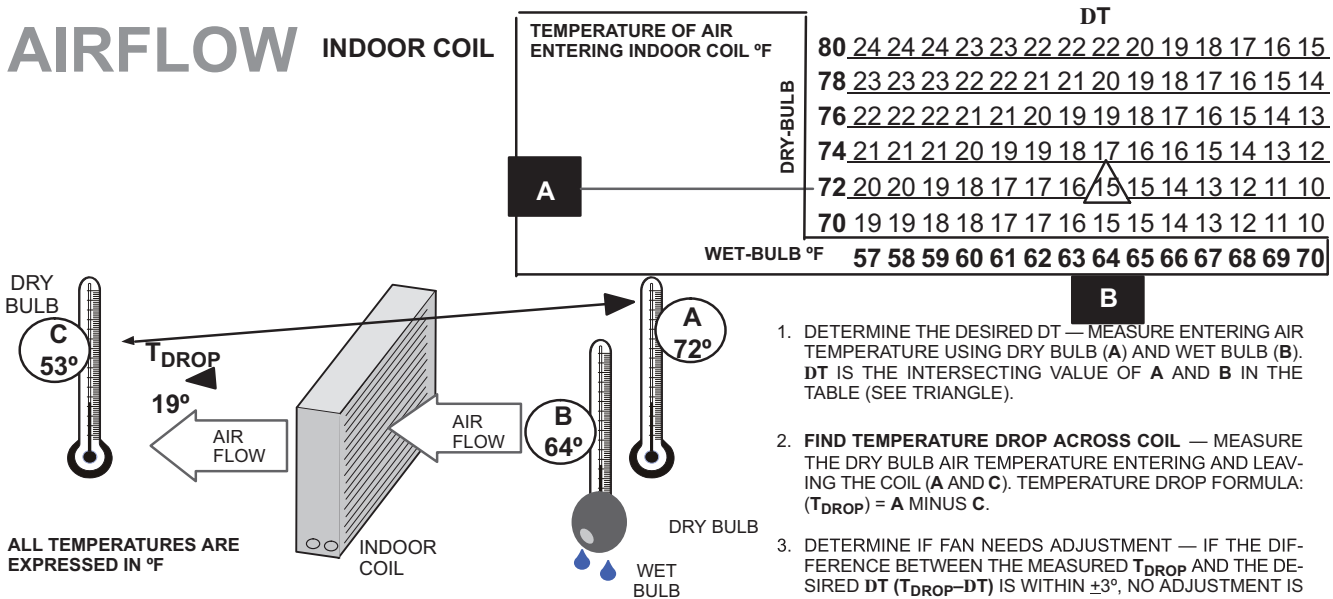 AIRFLOW INDOOR COIL
TEMPERATURE OF AIR
ENTERING INDOOR COIL ºF
DT
DRY-BULB
80 24 24 24 23 23 22 22 22 20 19 18 17 16 15
78 23 23 23 22 22 21 21 20 19 18 17 16 15 14
76 22 22 22 21 21 20 19 19 18 17 16 15 14 13
74 21 21 21 20 19 19 18 17 16 16 15 14 13 12
A
72 20 20 19 18 17 17 16 15 15 14 13 12 11 10
70 19 19 18 18 17 17 16 15 15 14 13 12 11 10
WET-BULB ºF 57 58 59 60 61 62 63 64 65 66 67 68 69 70
B
DRY
BULB
C
53º
TDROP
19º
AIR
FLOW
INDOOR
COIL
AIR
FLOW
B
64º
A
72º
DRY BULB
WET
BULB
ALL TEMPERATURES ARE
EXPRESSED IN ºF
1. DETERMINE THE DESIRED DT — MEASURE ENTERING AIR
TEMPERATURE USING DRY BULB (A) AND WET BULB (B).
DT IS THE INTERSECTING VALUE OF A AND B IN THE
TABLE (SEE TRIANGLE).
2. FIND TEMPERATURE DROP ACROSS COIL — MEASURE
THE DRY BULB AIR TEMPERATURE ENTERING AND LEAV-
ING THE COIL (A AND C). TEMPERATURE DROP FORMULA:
(TDROP) = A MINUS C.
3. DETERMINE IF FAN NEEDS ADJUSTMENT — IF THE DIF-
FERENCE BETWEEN THE MEASURED TDROP AND THE DE-
SIRED DT (TDROP–DT) IS WITHIN +3º, NO ADJUSTMENT IS